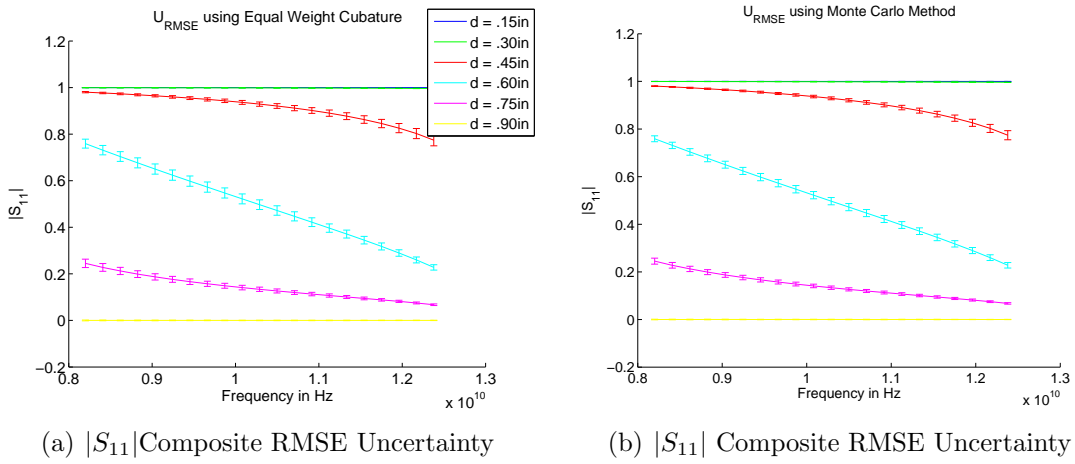 U_RMSE using Equal Weight Cubature
d = .15in
d = .30in
d = .45in
d = .60in
d = .75in
d = .90in
1.2
1
0.8
0.6
0.4
0.2
0
−0.2
|S_11|
0.8
0.9
1
1.1
1.2
1.3
x 10^10
Frequency in Hz
(a) |S_11|Composite RMSE Uncertainty
U_RMSE using Monte Carlo Method
1.2
1
0.8
0.6
0.4
0.2
0
−0.2
|S_11|
0.8
0.9
1
1.1
1.2
1.3
x 10^10
Frequency in Hz
(b) |S_11| Composite RMSE Uncertainty